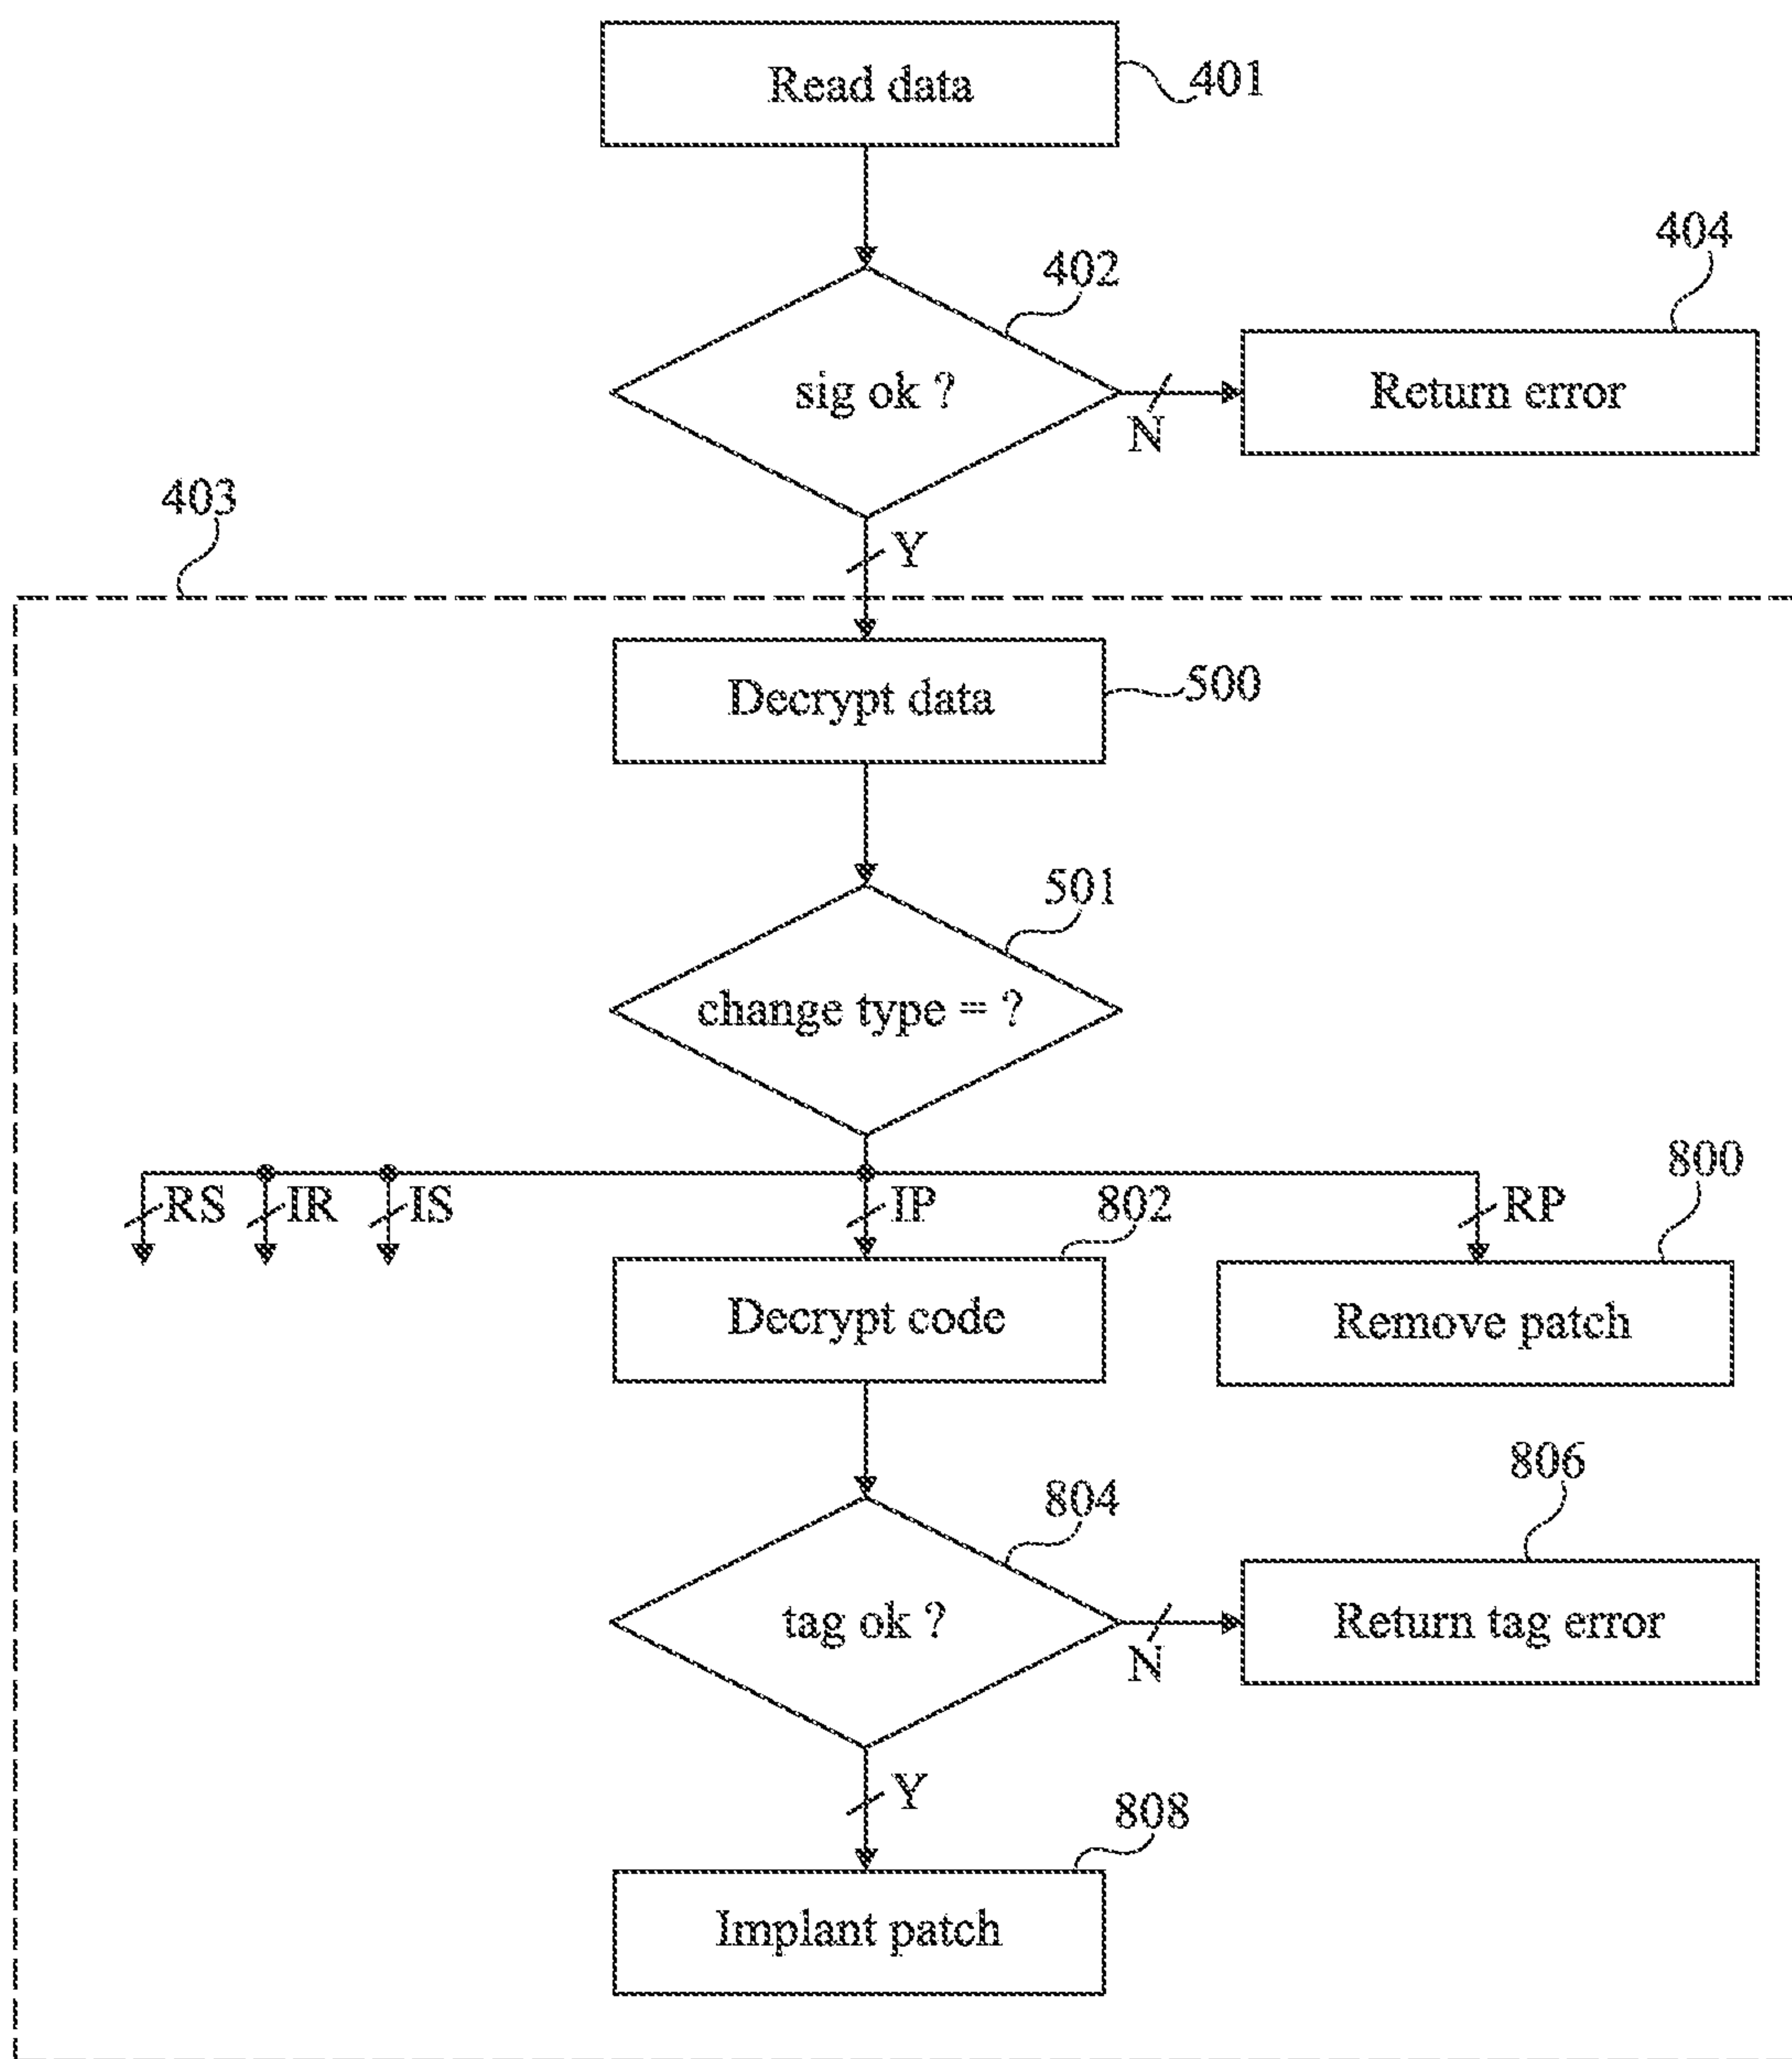 Read data
401
402
404
sig ok ?
N
Return error
403
Y
Decrypt data
500
501
change type = ?
RS
IR
IS
IP
802
RP
800
Decrypt code
Remove patch
804
806
tag ok ?
N
Return tag error
Y
808
Implant patch